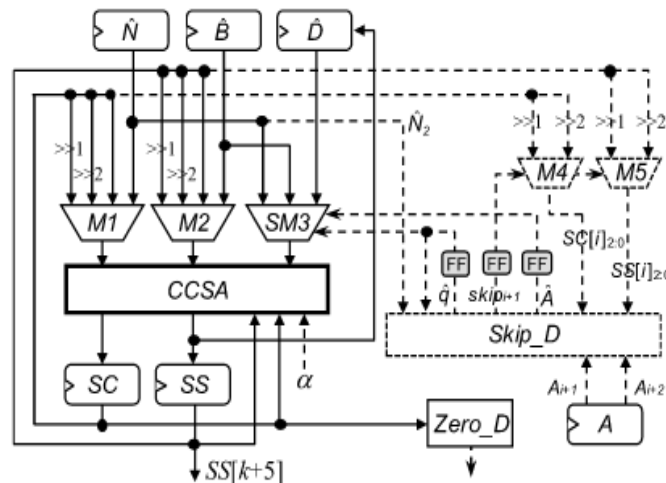 N̂ B̂ D̂
>>1 >>2 >>1 >>2 N̂₂ >>1 >>2 >>1 >>2
M4 M5
M1 M2 SM3
SC[i]₂:₀
FF FF FF
SS[i]₂:₀
CCSA
q̂ skipᵢ₊₁ Â
Skip_D
α
SC SS
Aᵢ₊₁ Aᵢ₊₂
Zero_D A
SS[k+5]